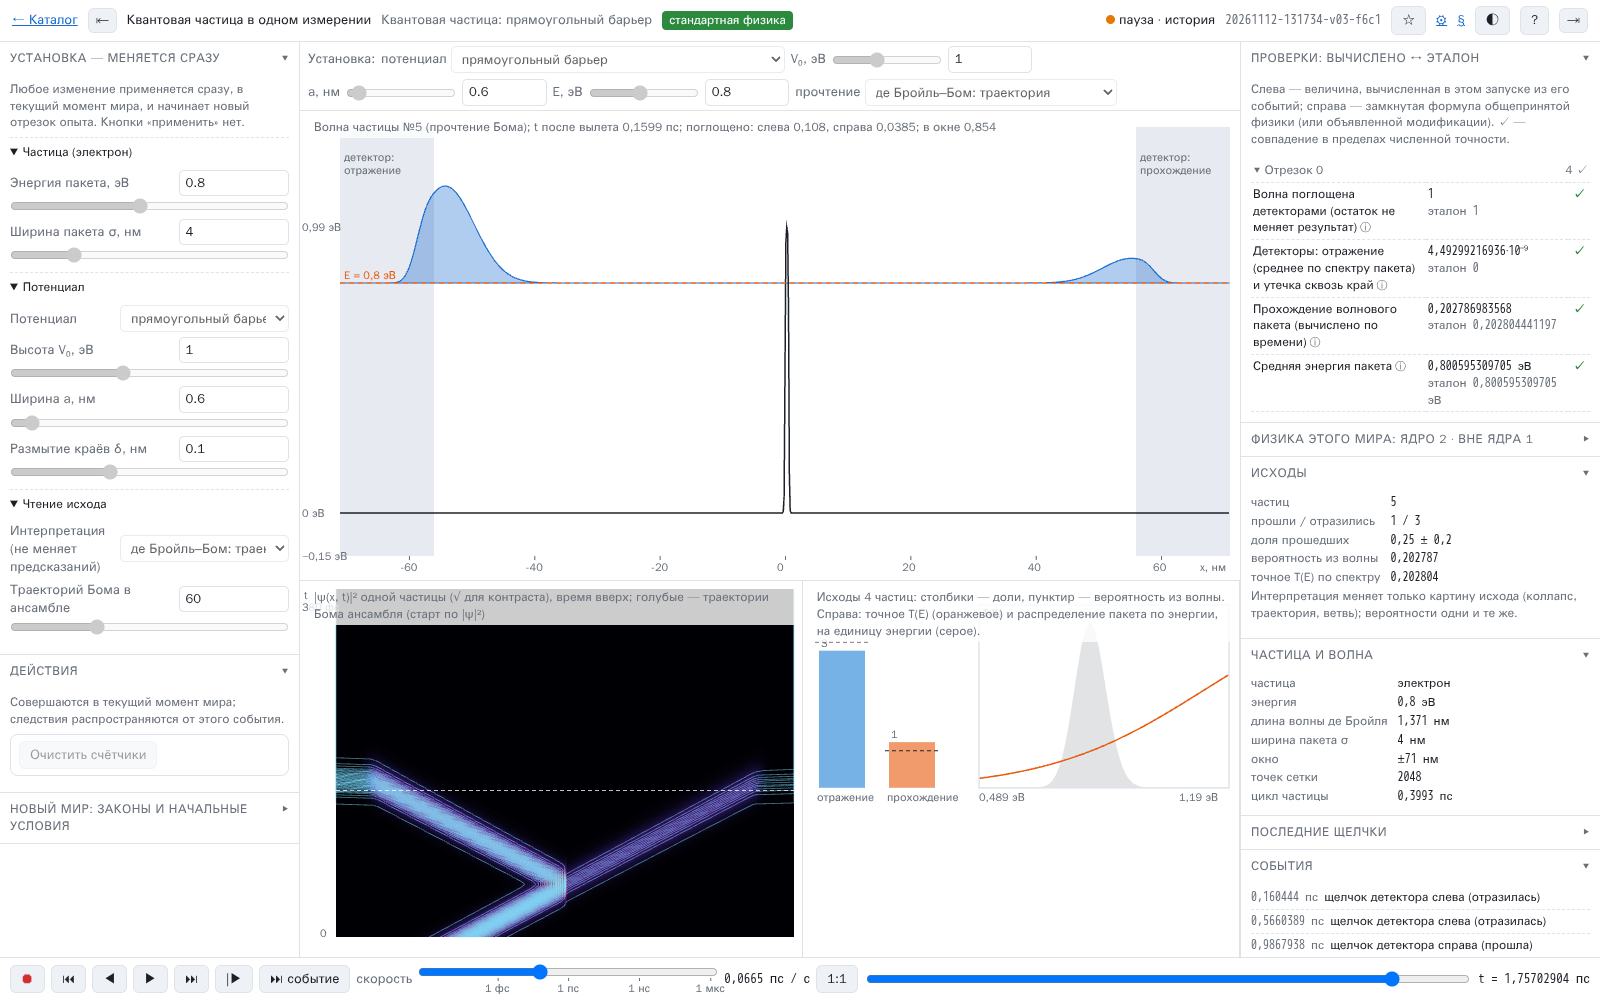 ← Каталог ⇤ Квантовая частица в одном измерении Квантовая частица: прямоугольный барьер стандартная физика пауза · история 20261112-131734-v03-f6c1 ☆ ⚙ § ◐ ? ⇥
УСТАНОВКА — МЕНЯЕТСЯ СРАЗУ
Любое изменение применяется сразу, в
текущий момент мира, и начинает новый
отрезок опыта. Кнопки «применить» нет.
▼ Частица (электрон)
Энергия пакета, эВ 0.8
Ширина пакета σ, нм 4
▼ Потенциал
Потенциал прямоугольный барье
Высота V₀, эВ 1
Ширина a, нм 0.6
Размытие краёв δ, нм 0.1
▼ Чтение исхода
Интерпретация
(не меняет
предсказаний)
де Бройль—Бом: траен
Траекторий Бома в
ансамбле
60
ДЕЙСТВИЯ
Совершаются в текущий момент мира;
следствия распространяются от этого события.
Очистить счётчики
НОВЫЙ МИР: ЗАКОНЫ И НАЧАЛЬНЫЕ
УСЛОВИЯ
Установка: потенциал прямоугольный барьер V₀, эВ 1
a, нм 0.6 E, эВ 0.8 прочтение де Бройль—Бом: траектория
Волна частицы №5 (прочтение Бома); t после вылета 0,1599 пс; поглощено: слева 0,108, справа 0,0385; в окне 0,854
детектор:
отражение
детектор:
прохождение
0,99 эВ
E = 0,8 эВ
0 эВ
−0,15 эВ
-60 -40 -20 0 20 40 60 x, нм
t |ψ(x, t)|² одной частицы (√ для контраста), время вверх; голубые — траектории
Бома ансамбля (старт по |ψ|²)
0
Исходы 4 частиц: столбики — доли, пунктир — вероятность из волны.
Справа: точное T(E) (оранжевое) и распределение пакета по энергии,
на единицу энергии (серое).
3
1
отражение прохождение 0,489 эВ 1,19 эВ
ПРОВЕРКИ: ВЫЧИСЛЕНО ↔ ЭТАЛОН
Слева — величина, вычисленная в этом запуске из его
событий; справа — замкнутая формула общепринятой
физики (или объявленной модификации). ✓ —
совпадение в пределах численной точности.
▼ Отрезок 0 4 ✓
Волна поглощена
детекторами (остаток не
меняет результат) ⓘ
1
эталон 1
✓
Детекторы: отражение
(среднее по спектру пакета)
и утечка сквозь край ⓘ
4,49299216936·10⁻⁹
эталон 0
✓
Прохождение волнового
пакета (вычислено по
времени) ⓘ
0,202786983568
эталон 0,202804441197
✓
Средняя энергия пакета ⓘ
0,800595309705 эВ
эталон 0,800595309705
эВ
✓
ФИЗИКА ЭТОГО МИРА: ЯДРО 2 · ВНЕ ЯДРА 1
ИСХОДЫ
частиц 5
прошли / отразились 1 / 3
доля прошедших 0,25 ± 0,2
вероятность из волны 0,202787
точное T(E) по спектру 0,202804
Интерпретация меняет только картину исхода (коллапс,
траектория, ветвь); вероятности одни и те же.
ЧАСТИЦА И ВОЛНА
частица электрон
энергия 0,8 эВ
длина волны де Бройля 1,371 нм
ширина пакета σ 4 нм
окно ±71 нм
точек сетки 2048
цикл частицы 0,3993 пс
ПОСЛЕДНИЕ ЩЕЛЧКИ
СОБЫТИЯ
0,160444 пс щелчок детектора слева (отразилась)
0,5660389 пс щелчок детектора слева (отразилась)
0,9867938 пс щелчок детектора справа (прошла)
⏭ событие скорость 1 фс 1 пс 1 нс 1 мкс 0,0665 пс / с 1:1 t = 1,75702904 пс